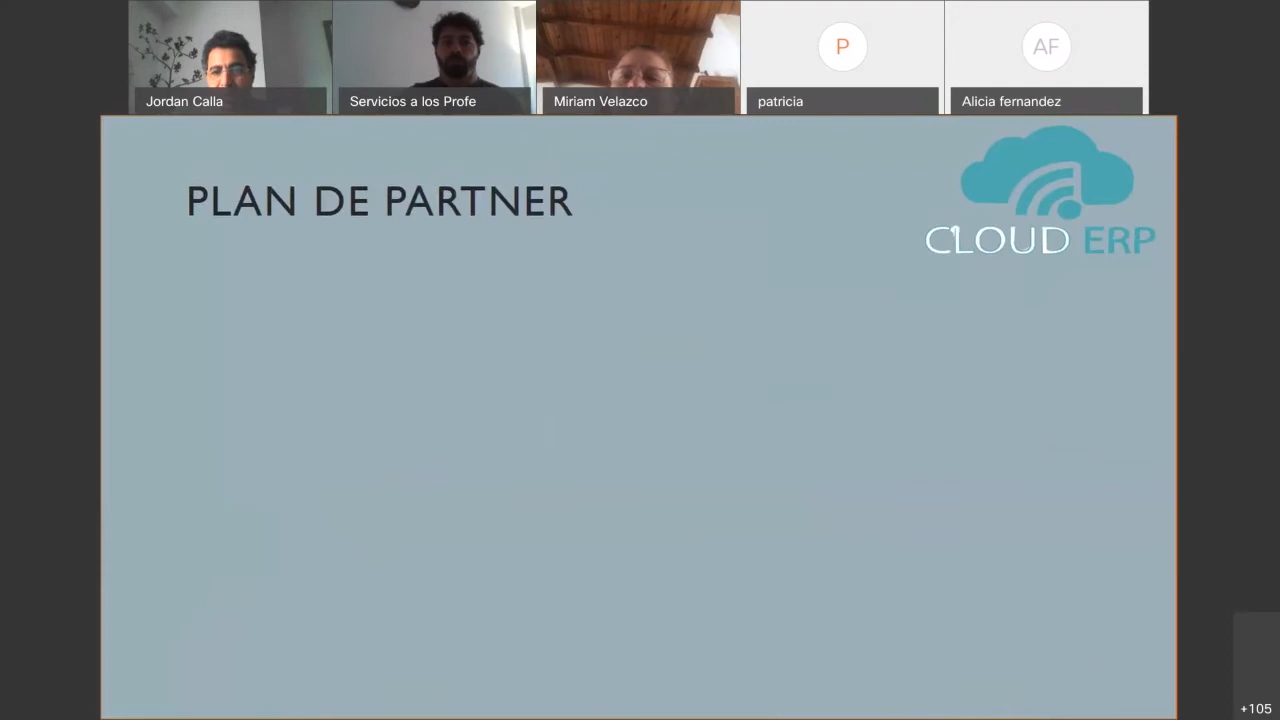 Jordan Calla
Servicios a los Profe
Miriam Velazco
P
patricia
AF
Alicia fernandez
PLAN DE PARTNER
CLOUD ERP
+105